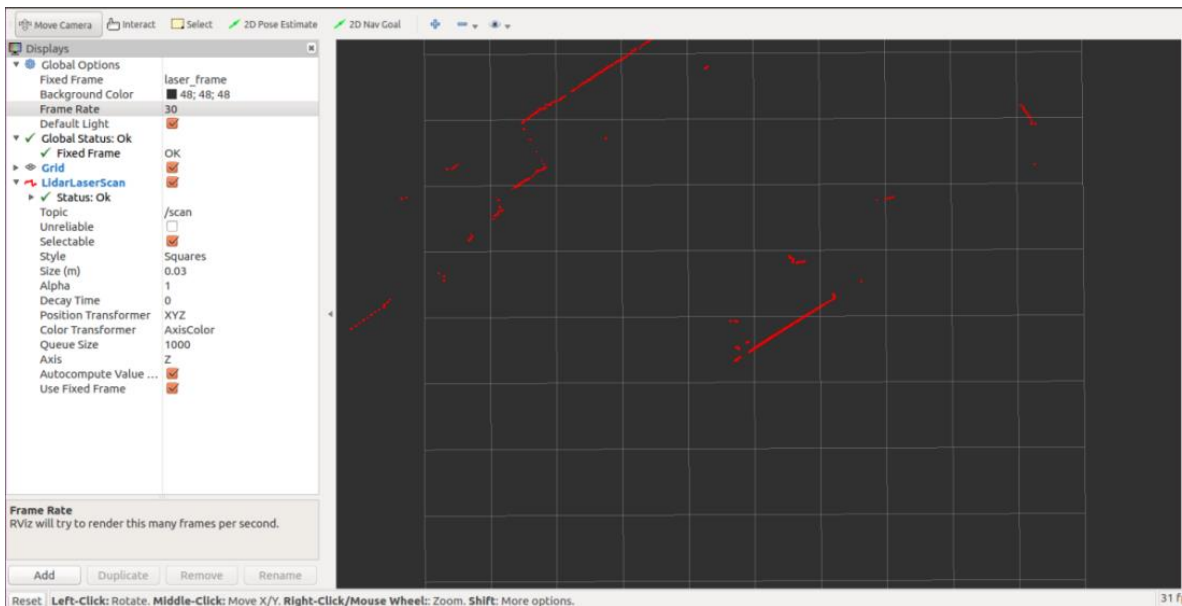 Move Camera Interact Select 2D Pose Estimate 2D Nav Goal
Displays
Global Options
Fixed Frame laser_frame
Background Color 48; 48; 48
Frame Rate 30
Default Light
Global Status: Ok
Fixed Frame OK
Grid
LidarLaserScan
Status: Ok
Topic /scan
Unreliable
Selectable
Style Squares
Size (m) 0.03
Alpha 1
Decay Time 0
Position Transformer XYZ
Color Transformer AxisColor
Queue Size 1000
Axis Z
Autocompute Value ...
Use Fixed Frame
Frame Rate
RViz will try to render this many frames per second.
Add Duplicate Remove Rename
Reset Left-Click: Rotate. Middle-Click: Move X/Y. Right-Click/Mouse Wheel:: Zoom. Shift: More options. 31